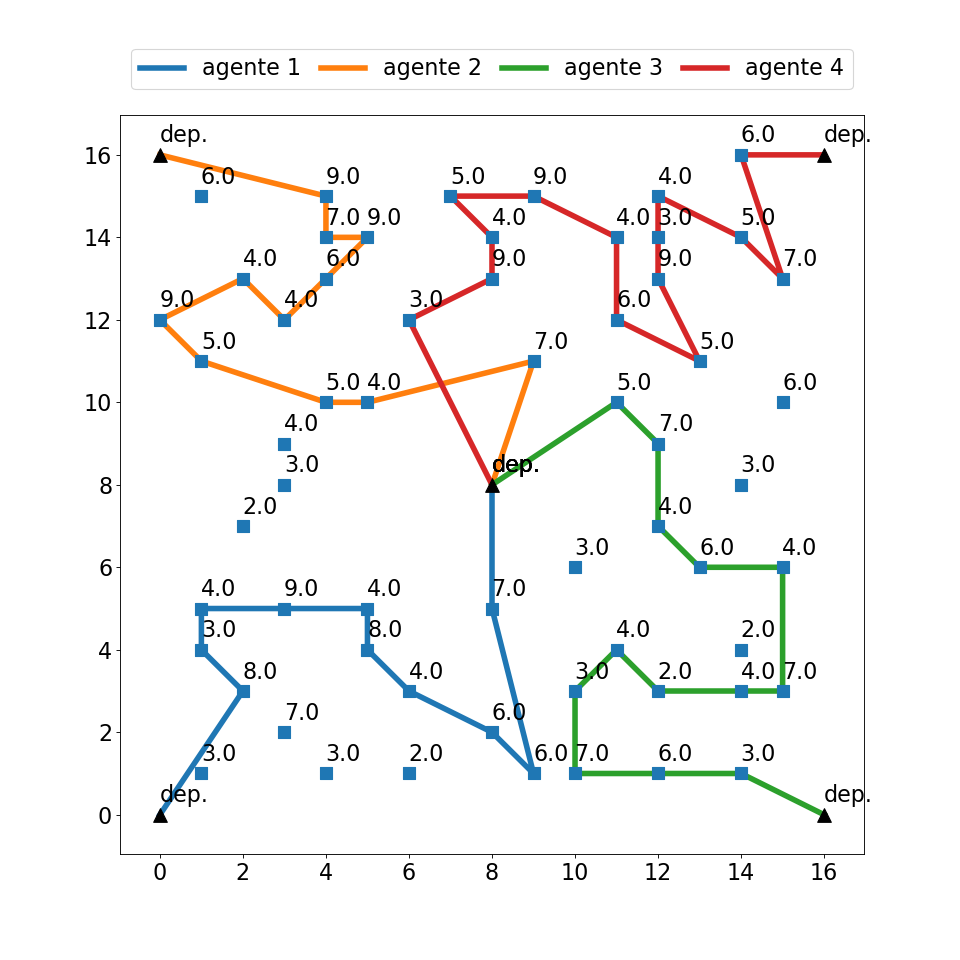 agente 1 agente 2 agente 3 agente 4
6.0 dep. dep.
16
6.0 9.0 5.0 9.0 4.0
7.0 9.0 4.0 4.0 3.0 5.0
14
4.0 6.0 9.0 9.0 7.0
9.0 4.0 3.0 6.0
12
5.0 7.0 5.0
5.0 4.0 5.0 6.0
10
4.0 7.0
3.0 dep. dep. 3.0
8
2.0 4.0
3.0 6.0 4.0
6
4.0 9.0 4.0 7.0
3.0 8.0 4.0 2.0
4
8.0 4.0 3.0 2.0 4.0 7.0
7.0 6.0
2
3.0 3.0 2.0 6.0 7.0 6.0 3.0
dep. dep.
0
0 2 4 6 8 10 12 14 16